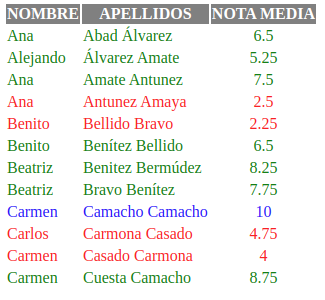 NOMBRE APELLIDOS NOTA MEDIA
Ana Abad Álvarez 6.5
Alejando Álvarez Amate 5.25
Ana Amate Antunez 7.5
Ana Antunez Amaya 2.5
Benito Bellido Bravo 2.25
Benito Benítez Bellido 6.5
Beatriz Benitez Bermúdez 8.25
Beatriz Bravo Benítez 7.75
Carmen Camacho Camacho 10
Carlos Carmona Casado 4.75
Carmen Casado Carmona 4
Carmen Cuesta Camacho 8.75